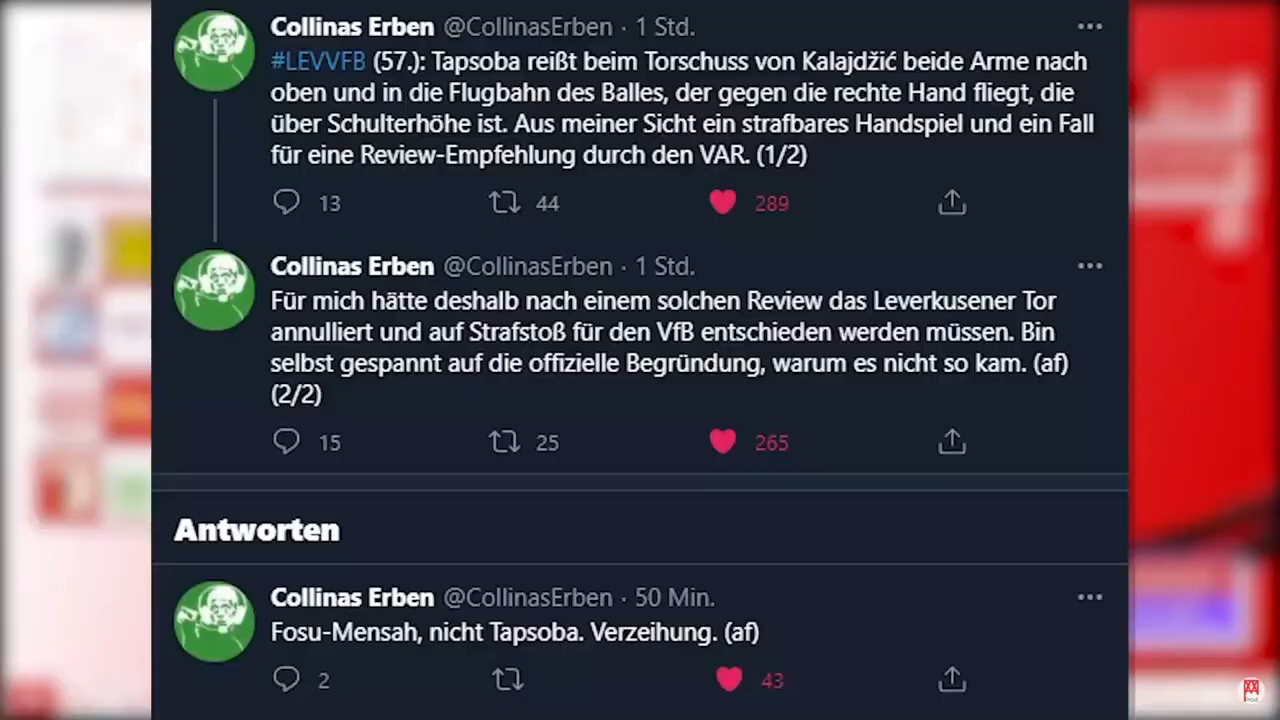 Collinas Erben @CollinasErben · 1 Std.
#LEVVFB (57.): Tapsoba reißt beim Torschuss von Kalajdžić beide Arme nach
oben und in die Flugbahn des Balles, der gegen die rechte Hand fliegt, die
über Schulterhöhe ist. Aus meiner Sicht ein strafbares Handspiel und ein Fall
für eine Review-Empfehlung durch den VAR. (1/2)
13 44 289
Collinas Erben @CollinasErben · 1 Std.
Für mich hätte deshalb nach einem solchen Review das Leverkusener Tor
annulliert und auf Strafstoß für den VfB entschieden werden müssen. Bin
selbst gespannt auf die offizielle Begründung, warum es nicht so kam. (af)
(2/2)
15 25 265
Antworten
Collinas Erben @CollinasErben · 50 Min.
Fosu-Mensah, nicht Tapsoba. Verzeihung. (af)
2 43